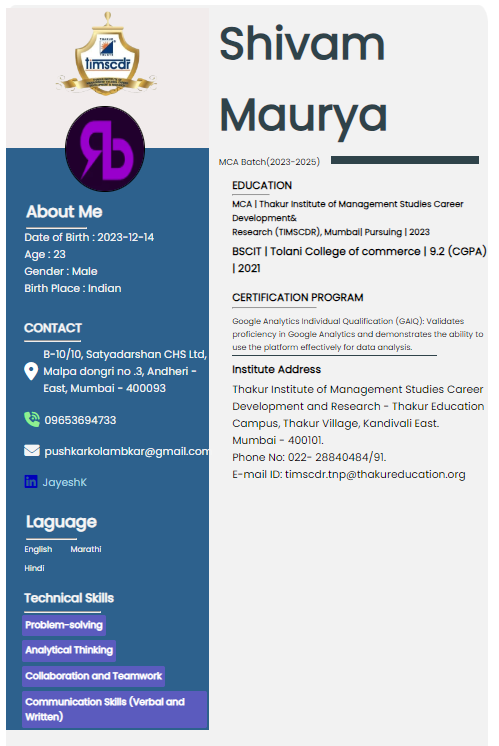 THAKUR
timscdr
Rb
About Me
Date of Birth : 2023-12-14
Age : 23
Gender : Male
Birth Place : Indian
CONTACT
B-10/10, Satyadarshan CHS Ltd,
Malpa dongri no .3, Andheri -
East, Mumbai - 400093
09653694733
pushkarkolambkar@gmail.com
in JayeshK
Laguage
English Marathi
Hindi
Technical Skills
Problem-solving
Analytical Thinking
Collaboration and Teamwork
Communication Skills (Verbal and
Written)
Shivam
Maurya
MCA Batch(2023-2025)
EDUCATION
MCA | Thakur Institute of Management Studies Career
Development&
Research (TIMSCDR), Mumbai| Pursuing | 2023
BSCIT | Tolani College of commerce | 9.2 (CGPA)
| 2021
CERTIFICATION PROGRAM
Google Analytics Individual Qualification (GAIQ): Validates
proficiency in Google Analytics and demonstrates the ability to
use the platform effectively for data analysis.
Institute Address
Thakur Institute of Management Studies Career
Development and Research - Thakur Education
Campus, Thakur Village, Kandivali East.
Mumbai - 400101.
Phone No: 022- 28840484/91.
E-mail ID: timscdr.tnp@thakureducation.org